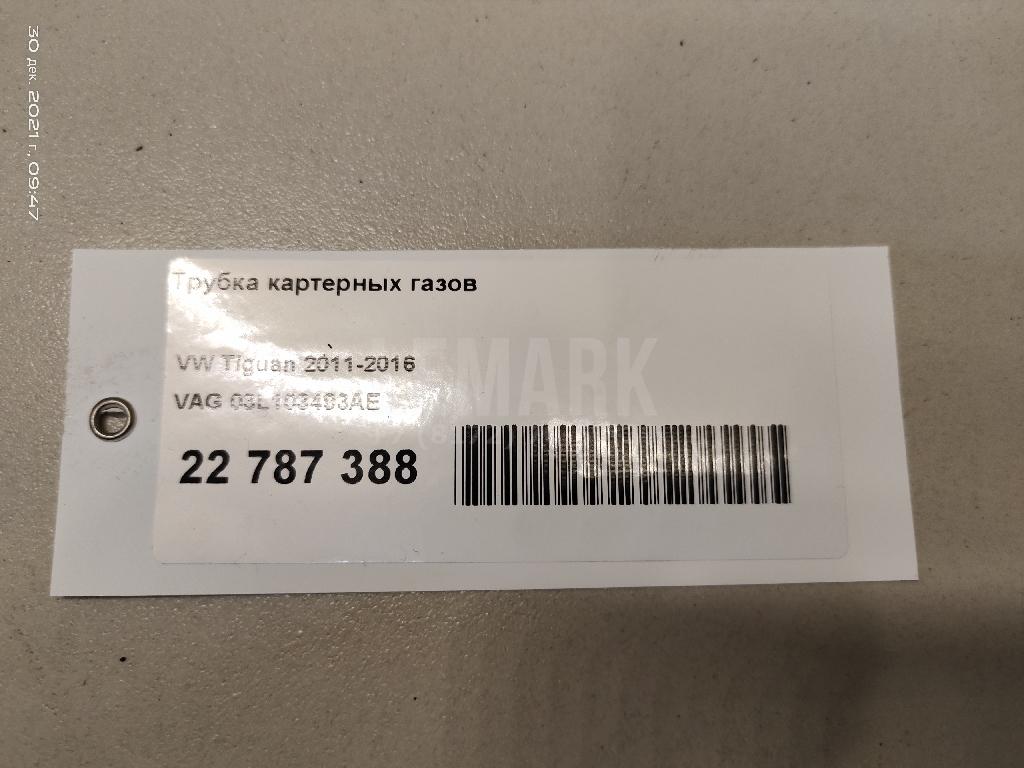 30 дек. 2021 г., 09:47
Трубка картерных газов
VW Tiguan 2011-2016
VAG 03L103493AE
22 787 388